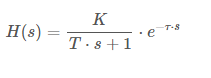 H(s) = K / (T · s + 1) · e^{−τ·s}